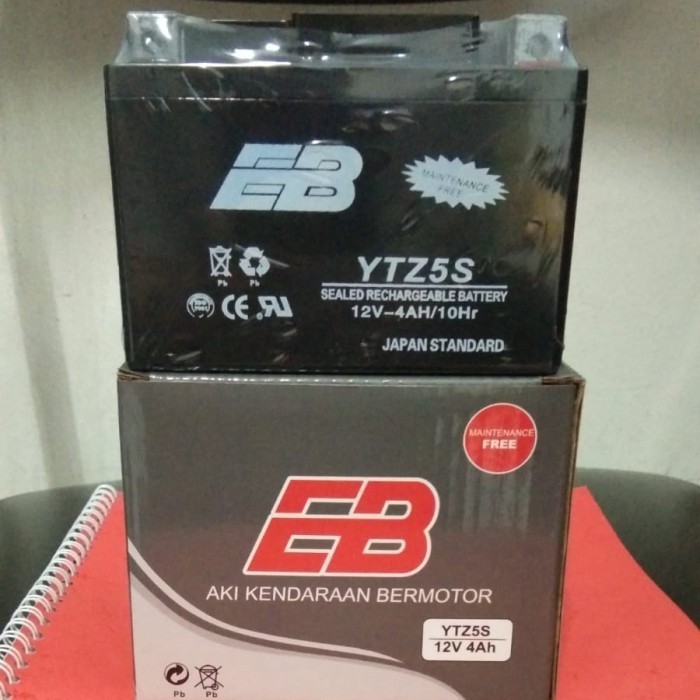 EB
MAINTENANCE
FREE
Pb Pb
YTZ5S
SEALED RECHARGEABLE BATTERY
CE
12V-4AH/10Hr
JAPAN STANDARD
MAINTENANCE
FREE
EB
AKI KENDARAAN BERMOTOR
YTZ5S
12V 4Ah
Pb Pb